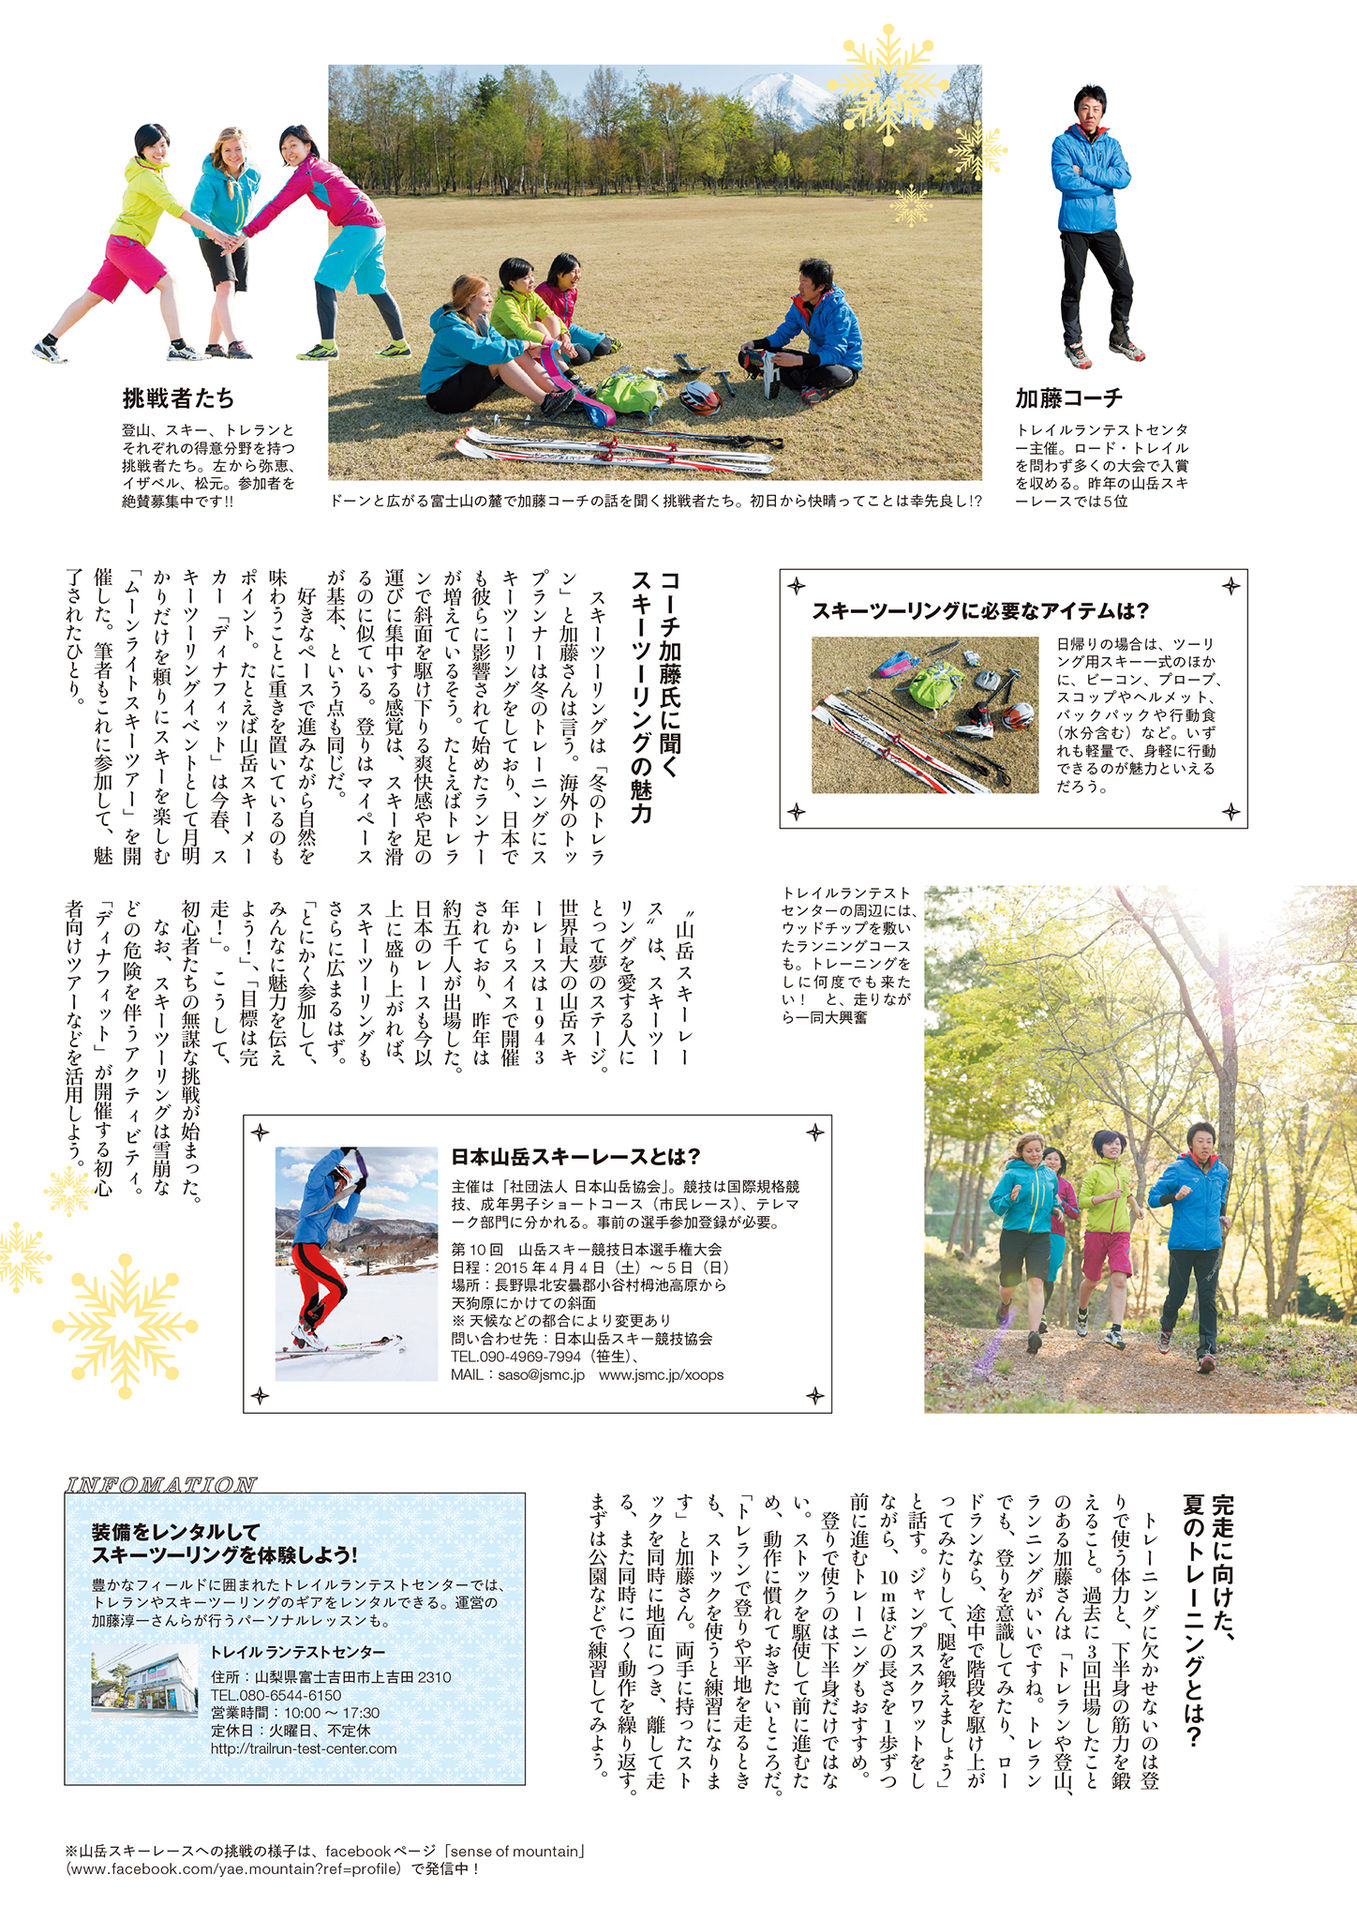 挑戦者たち
登山、スキー、トレランと
それぞれの得意分野を持つ
挑戦者たち。左から弥恵、
イザベル、松元。参加者を
絶賛募集中です!!
ドーンと広がる富士山の麓で加藤コーチの話を聞く挑戦者たち。初日から快晴ってことは幸先良し!?
加藤コーチ
トレイルランテストセンタ
ー主催。ロード・トレイル
を問わず多くの大会で入賞
を収める。昨年の山岳スキ
ーレースでは5位
スキーツーリングに必要なアイテムは？
日帰りの場合は、ツーリ
ング用スキー一式のほか
に、ビーコン、プローブ、
スコップやヘルメット、
バックパックや行動食
（水分含む）など。いず
れも軽量で、身軽に行動
できるのが魅力といえる
だろう。
コーチ加藤氏に聞く
スキーツーリングの魅力
スキーツーリングは「冬のトレラ
ン」と加藤さんは言う。海外のトッ
プランナーは冬のトレーニングにス
キーツーリングをしており、日本で
も彼らに影響されて始めたランナー
が増えているそう。たとえばトレラ
ンで斜面を駆け下りる爽快感や足の
運びに集中する感覚は、スキーを滑
るのに似ている。登りはマイペース
が基本、という点も同じだ。
好きなペースで進みながら自然を
味わうことに重きを置いているのも
ポイント。たとえば山岳スキーメー
カー「ディナフィット」は今春、ス
キーツーリングイベントとして月明
かりだけを頼りにスキーを楽しむ
「ムーンライトスキーツアー」を開
催した。筆者もこれに参加して、魅
了されたひとり。
〝山岳スキーレー
ス〟は、スキーツー
リングを愛する人に
とって夢のステージ。
世界最大の山岳スキ
ーレースは1943
年からスイスで開催
されており、昨年は
約五千人が出場した。
日本のレースも今以
上に盛り上がれば、
スキーツーリングも
さらに広まるはず。
「とにかく参加して、
みんなに魅力を伝え
よう！」、「目標は完
走！」。こうして、
初心者たちの無謀な挑戦が始まった。
なお、スキーツーリングは雪崩な
どの危険を伴うアクティビティ。
「ディナフィット」が開催する初心
者向けツアーなどを活用しよう。
トレイルランテスト
センターの周辺には、
ウッドチップを敷い
たランニングコース
も。トレーニングを
しに何度でも来た
い！　と、走りなが
ら一同大興奮
日本山岳スキーレースとは？
主催は「社団法人 日本山岳協会」。競技は国際規格競
技、成年男子ショートコース（市民レース）、テレマ
ーク部門に分かれる。事前の選手参加登録が必要。
第10回　山岳スキー競技日本選手権大会
日程：2015年4月4日（土）～5日（日）
場所：長野県北安曇郡小谷村栂池高原から
天狗原にかけての斜面
※ 天候などの都合により変更あり
問い合わせ先：日本山岳スキー競技協会
TEL.090-4969-7994（笹生）、
MAIL：saso@jsmc.jp　www.jsmc.jp/xoops
完走に向けた、
夏のトレーニングとは？
トレーニングに欠かせないのは登
りで使う体力と、下半身の筋力を鍛
えること。過去に3回出場したこと
のある加藤さんは「トレランや登山、
ランニングがいいですね。トレラン
でも、登りを意識してみたり、ロー
ドランなら、途中で階段を駆け上が
ってみたりして、腿を鍛えましょう」
と話す。ジャンプススクワットをし
ながら、10mほどの長さを1歩ずつ
前に進むトレーニングもおすすめ。
登りで使うのは下半身だけではな
い。ストックを駆使して前に進むた
め、動作に慣れておきたいところだ。
「トレランで登りや平地を走るとき
も、ストックを使うと練習になりま
す」と加藤さん。両手に持ったスト
ックを同時に地面につき、離して走
る、また同時につく動作を繰り返す。
まずは公園などで練習してみよう。
INFOMATION
装備をレンタルして
スキーツーリングを体験しよう！
豊かなフィールドに囲まれたトレイルランテストセンターでは、
トレランやスキーツーリングのギアをレンタルできる。運営の
加藤淳一さんらが行うパーソナルレッスンも。
トレイルランテストセンター
住所：山梨県富士吉田市上吉田2310
TEL.080-6544-6150
営業時間：10:00～17:30
定休日：火曜日、不定休
http://trailrun-test-center.com
※山岳スキーレースへの挑戦の様子は、facebookページ「sense of mountain」
（www.facebook.com/yae.mountain?ref=profile）で発信中！